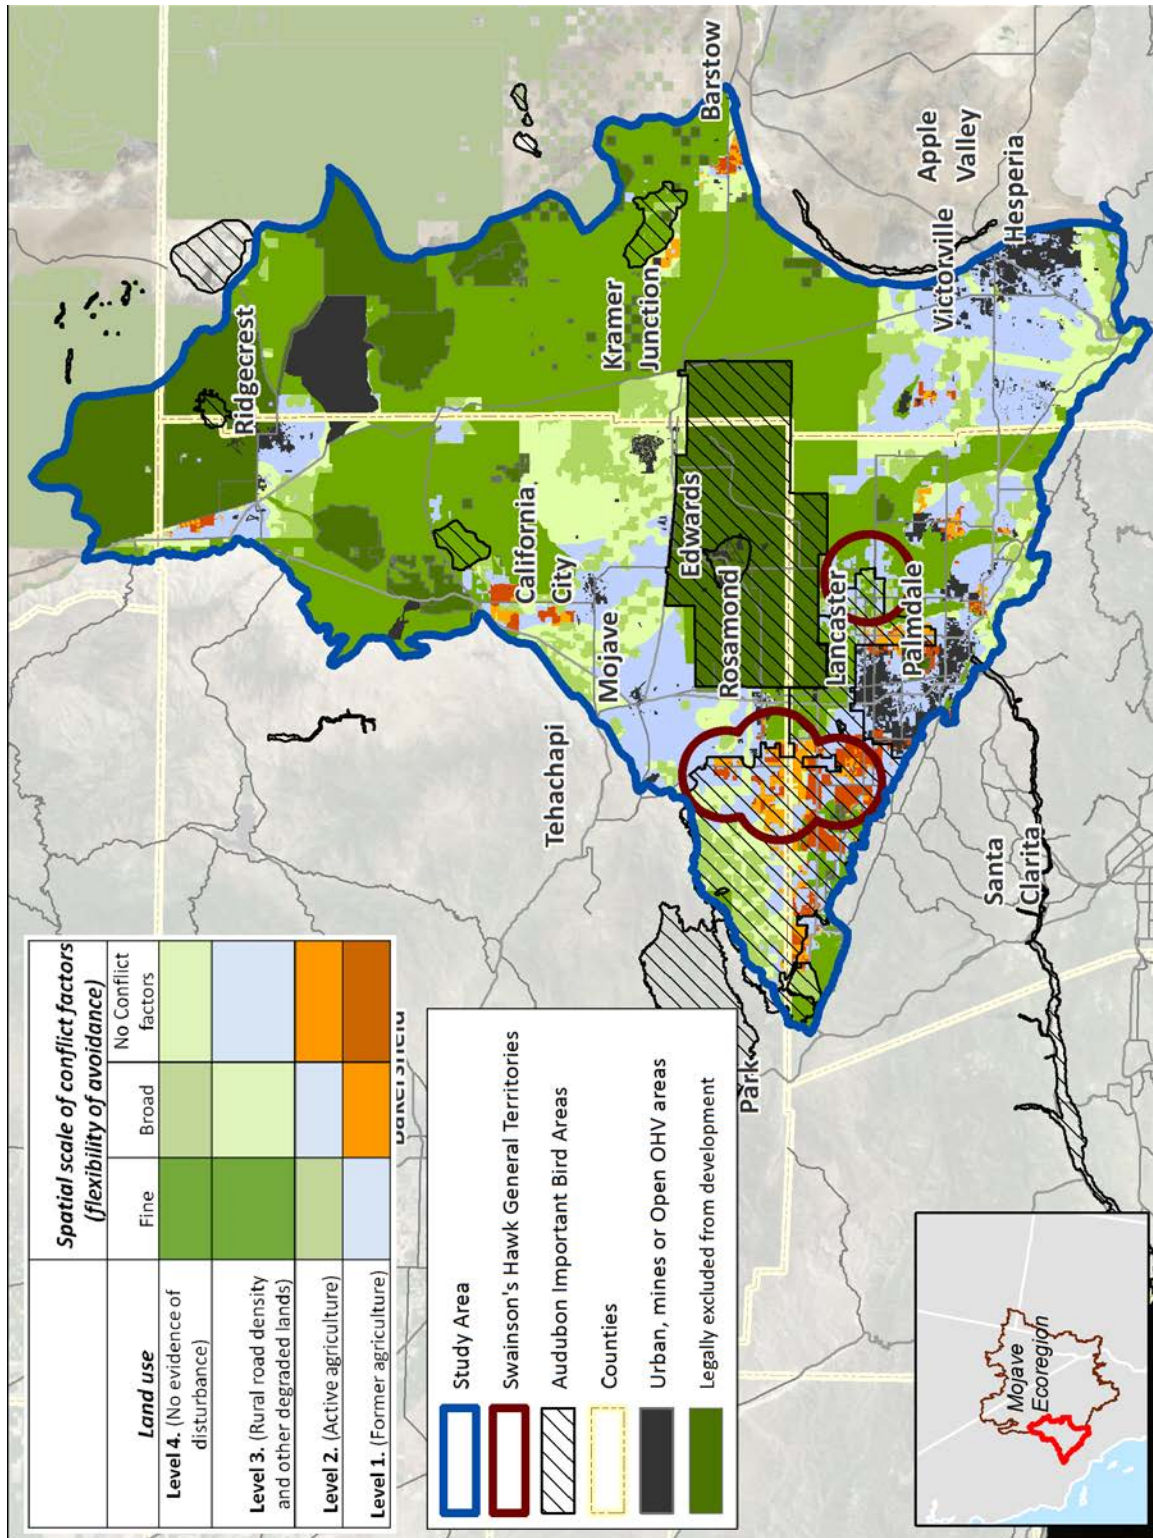 Spatial scale of conflict factors
(flexibility of avoidance)
Land use
Fine
Broad
No Conflict
factors
Level 4. (No evidence of
disturbance)
Level 3. (Rural road density
and other degraded lands)
Level 2. (Active agriculture)
Level 1. (Former agriculture)
Study Area
Swainson's Hawk General Territories
Audubon Important Bird Areas
Counties
Urban, mines or Open OHV areas
Legally excluded from development
Mojave
Ecoregion
Ridgecrest
California
City
Mojave
Tehachapi
Kramer
Junction
Barstow
Edwards
Rosamond
Lancaster
Palmdale
Park
Santa
Clarita
Victorville
Apple
Valley
Hesperia